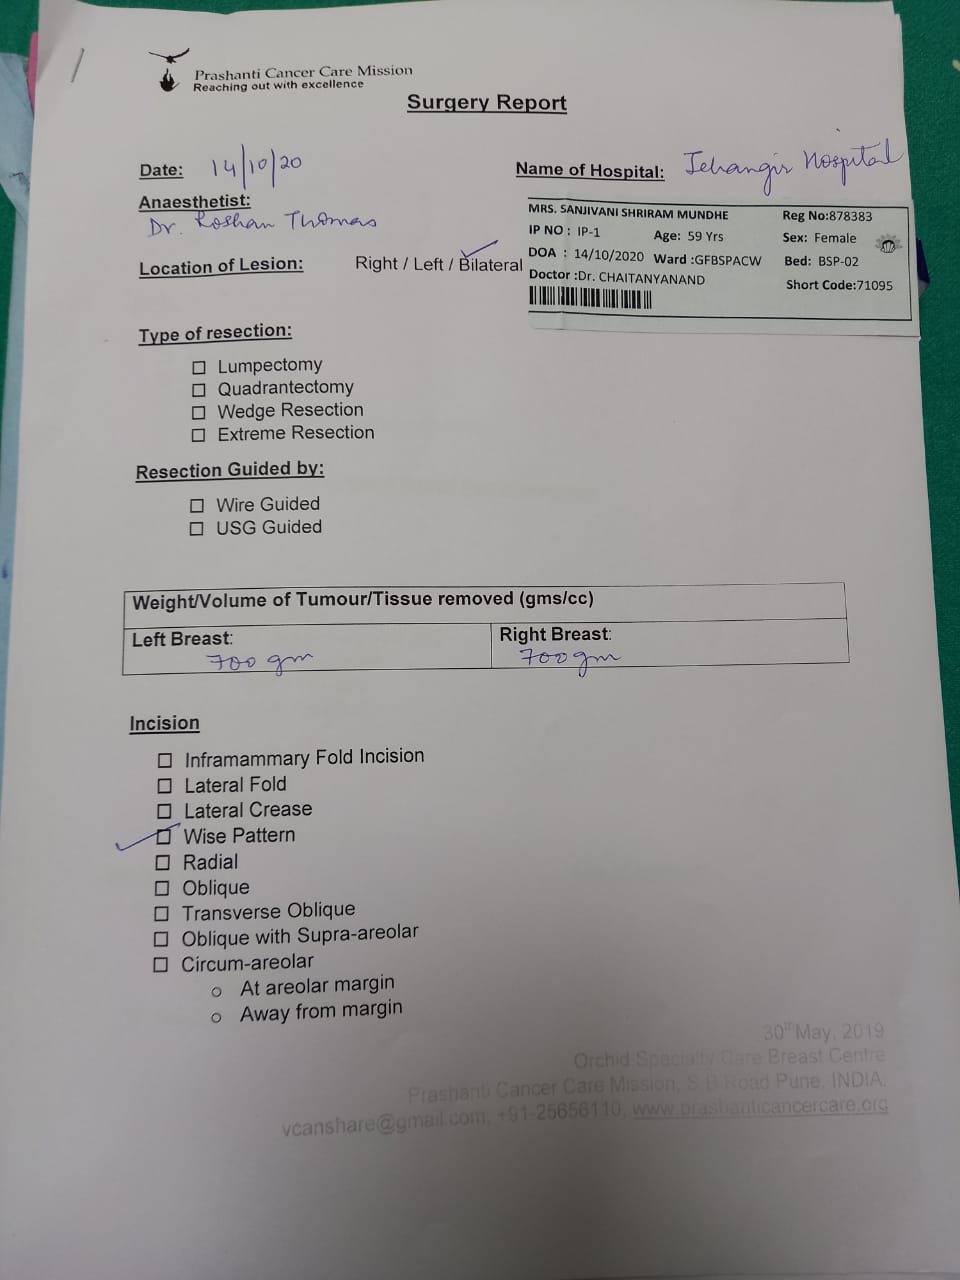 Prashanti Cancer Care Mission
Reaching out with excellence
Surgery Report
Date: 14/10/20
Name of Hospital: Jehangir Hospital
Anaesthetist:
Dr. Roshan Thomas
MRS. SANJIVANI SHRIRAM MUNDHE Reg No:878383
IP NO : IP-1 Age: 59 Yrs Sex: Female
DOA : 14/10/2020 Ward :GFBSPACW Bed: BSP-02
Doctor :Dr. CHAITANYANAND Short Code:71095
Location of Lesion: Right / Left / Bilateral
Type of resection:
Lumpectomy
Quadrantectomy
Wedge Resection
Extreme Resection
Resection Guided by:
Wire Guided
USG Guided
Weight/Volume of Tumour/Tissue removed (gms/cc)
Left Breast: Right Breast:
700 gm 700 gm
Incision
Inframammary Fold Incision
Lateral Fold
Lateral Crease
Wise Pattern
Radial
Oblique
Transverse Oblique
Oblique with Supra-areolar
Circum-areolar
At areolar margin
Away from margin
30th May, 2019
Orchid Specialty Care Breast Centre
Prashanti Cancer Care Mission, S B Road Pune, INDIA.
vcanshare@gmail.com, +91-25656110, www.prashanticancercare.org